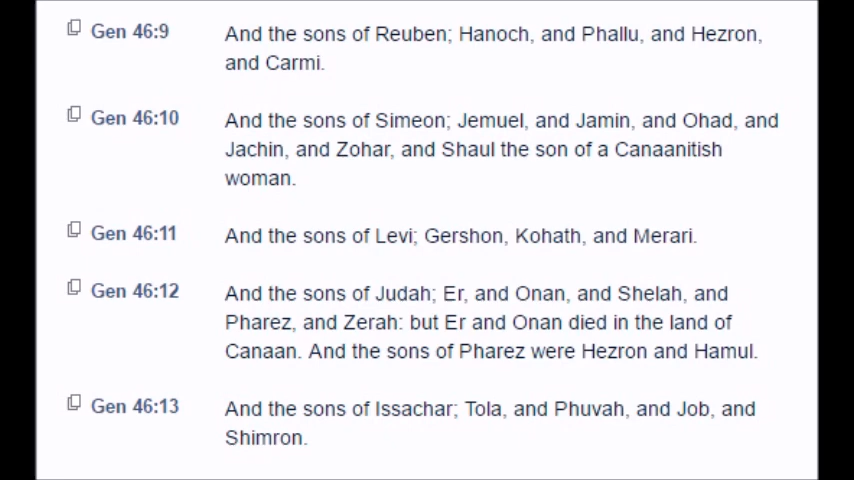 Gen 46:9 And the sons of Reuben; Hanoch, and Phallu, and Hezron,
and Carmi.
Gen 46:10 And the sons of Simeon; Jemuel, and Jamin, and Ohad, and
Jachin, and Zohar, and Shaul the son of a Canaanitish
woman.
Gen 46:11 And the sons of Levi; Gershon, Kohath, and Merari.
Gen 46:12 And the sons of Judah; Er, and Onan, and Shelah, and
Pharez, and Zerah: but Er and Onan died in the land of
Canaan. And the sons of Pharez were Hezron and Hamul.
Gen 46:13 And the sons of Issachar; Tola, and Phuvah, and Job, and
Shimron.